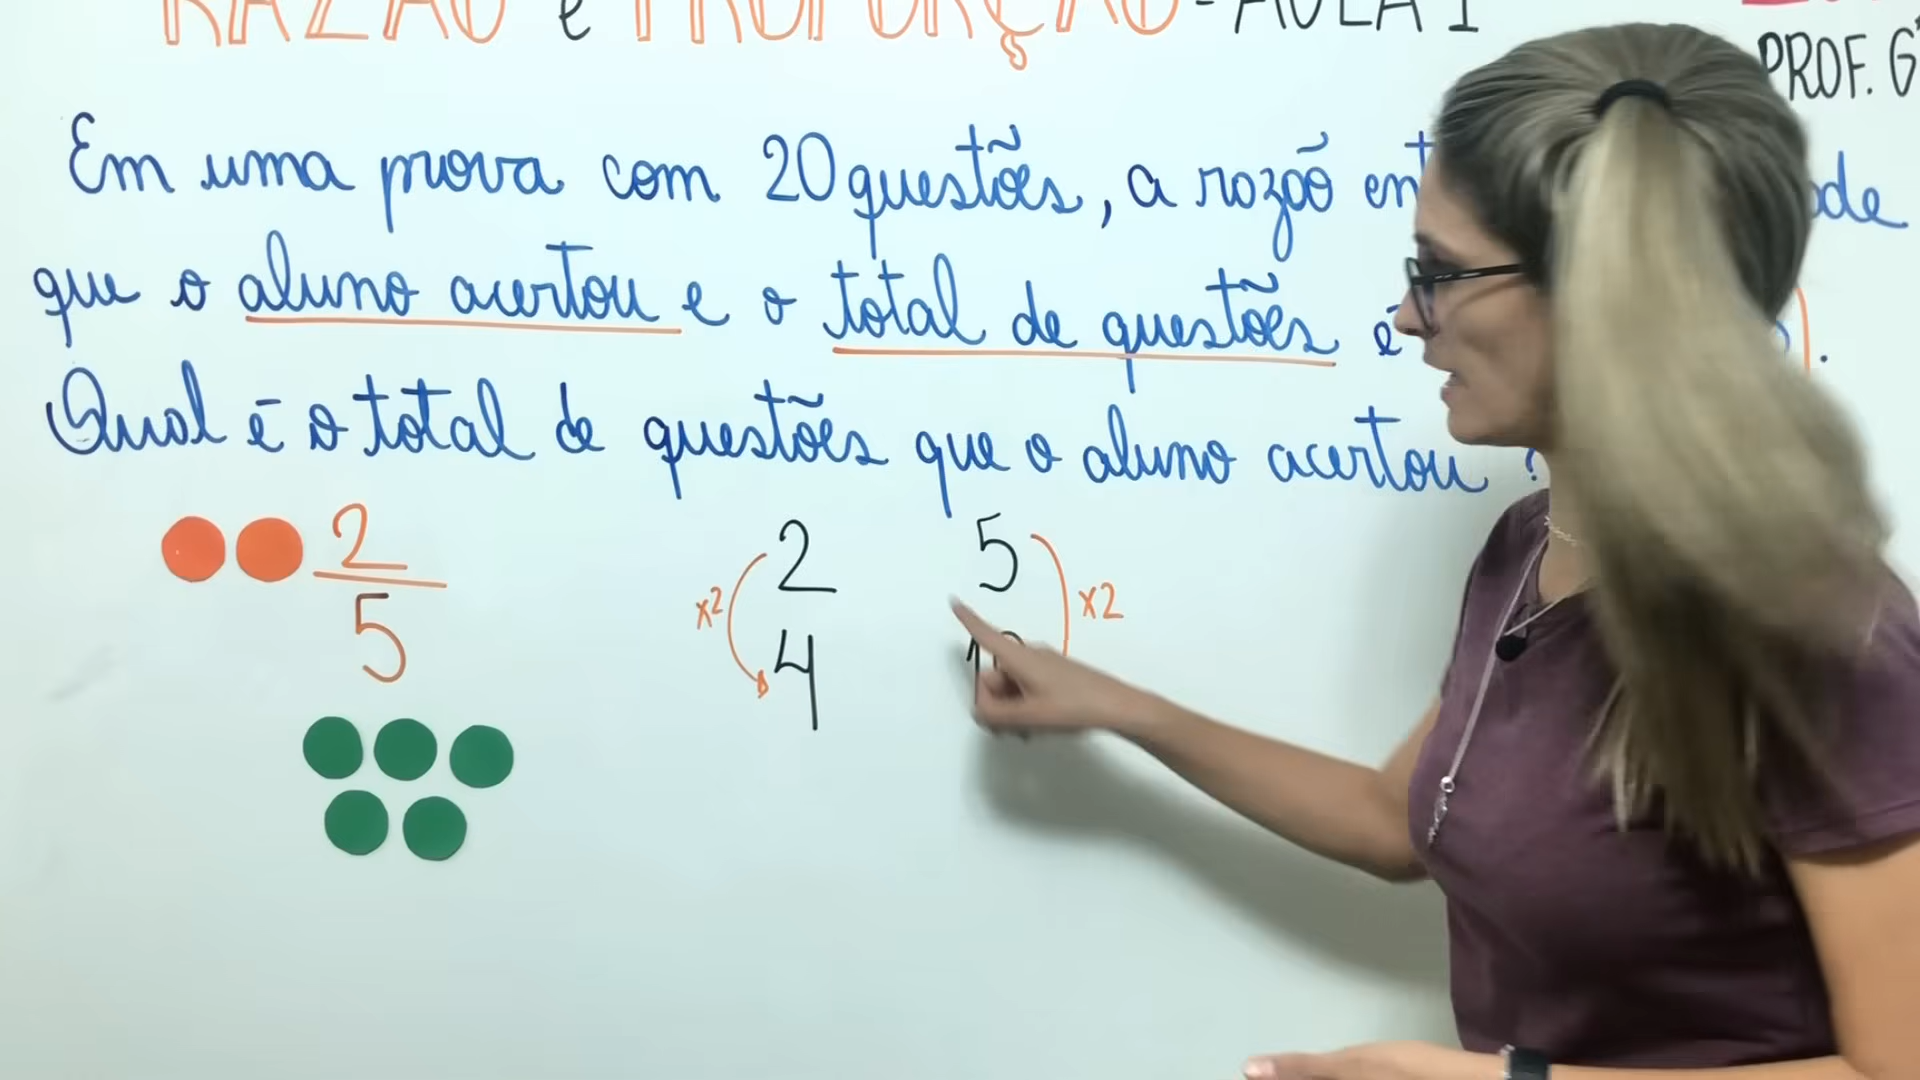 RAZÃO e PROPORÇÃO - AULA 1
PROF. G
Em uma prova com 20 questões, a razão
que o aluno acertou e o total de questões é
Qual é o total de questões que o aluno acertou?
2
5
x2
2 5
x2
4